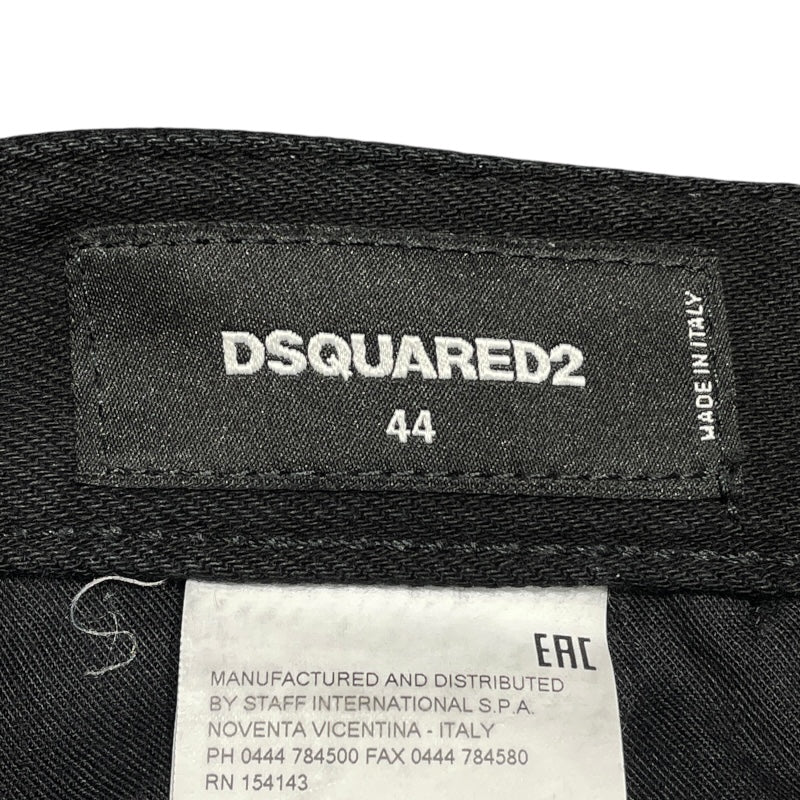 DSQUARED2
44
MADE IN ITALY
EAC
MANUFACTURED AND DISTRIBUTED
BY STAFF INTERNATIONAL S.P.A.
NOVENTA VICENTINA - ITALY
PH 0444 784500 FAX 0444 784580
RN 154143